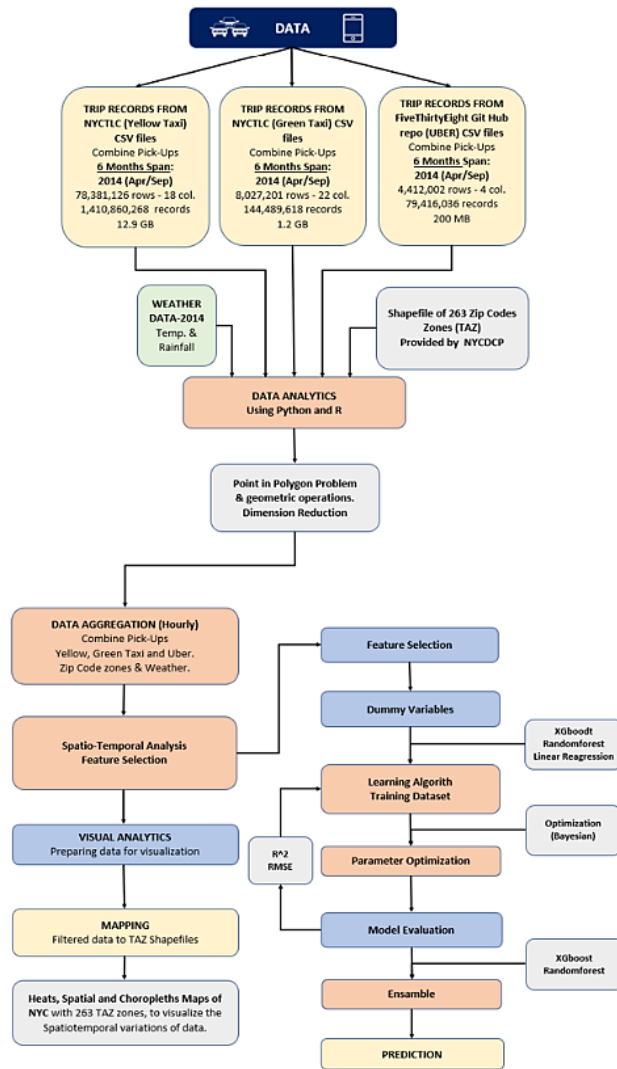 DATA
TRIP RECORDS FROM
NYCTLC (Yellow Taxi)
CSV files
Combine Pick-Ups
6 Months Span:
2014 (Apr/Sep)
78,381,126 rows - 18 col.
1,410,860,268 records
12.9 GB
TRIP RECORDS FROM
NYCTLC (Green Taxi) CSV
files
Combine Pick-Ups
6 Months Span:
2014 (Apr/Sep)
8,027,201 rows - 22 col.
144,489,618 records
1.2 GB
TRIP RECORDS FROM
FiveThirtyEight Git Hub
repo (UBER) CSV files
Combine Pick-Ups
6 Months Span:
2014 (Apr/Sep)
4,412,002 rows - 4 col.
79,416,036 records
200 MB
WEATHER
DATA-2014
Temp. &
Rainfall
Shapefile of 263 Zip Codes
Zones (TAZ)
Provided by NYCDCP
DATA ANALYTICS
Using Python and R
Point in Polygon Problem
& geometric operations.
Dimension Reduction
DATA AGGREGATION (Hourly)
Combine Pick-Ups
Yellow, Green Taxi and Uber.
Zip Code zones & Weather.
Spatio-Temporal Analysis
Feature Selection
VISUAL ANALYTICS
Preparing data for visualization
MAPPING
Filtered data to TAZ Shapefiles
Heats, Spatial and Choropleths Maps of
NYC with 263 TAZ zones, to visualize the
Spatiotemporal variations of data.
Feature Selection
Dummy Variables
XGboodt
Randomforest
Linear Reagression
Learning Algorith
Training Dataset
Optimization
(Bayesian)
R^2
RMSE
Parameter Optimization
Model Evaluation
XGboost
Randomforest
Ensamble
PREDICTION